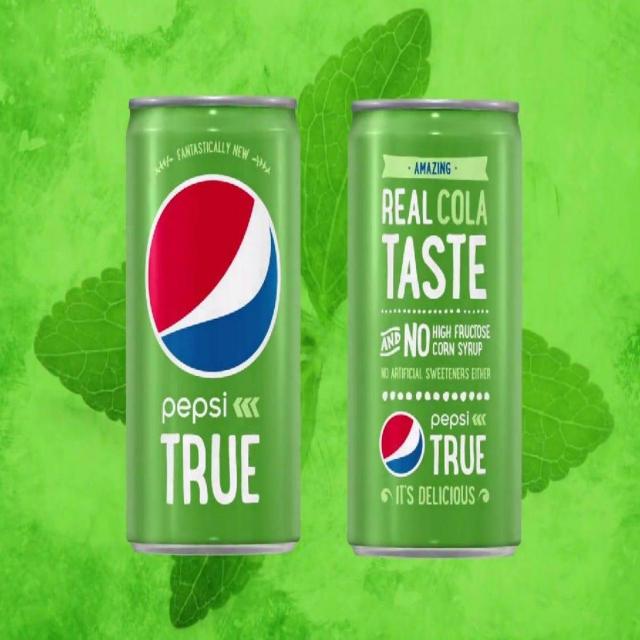 FANTASTICALLY NEW
pepsi
TRUE
AMAZING
REAL COLA
TASTE
AND NO HIGH FRUCTOSE
CORN SYRUP
NO ARTIFICIAL SWEETENERS EITHER
pepsi
TRUE
IT'S DELICIOUS